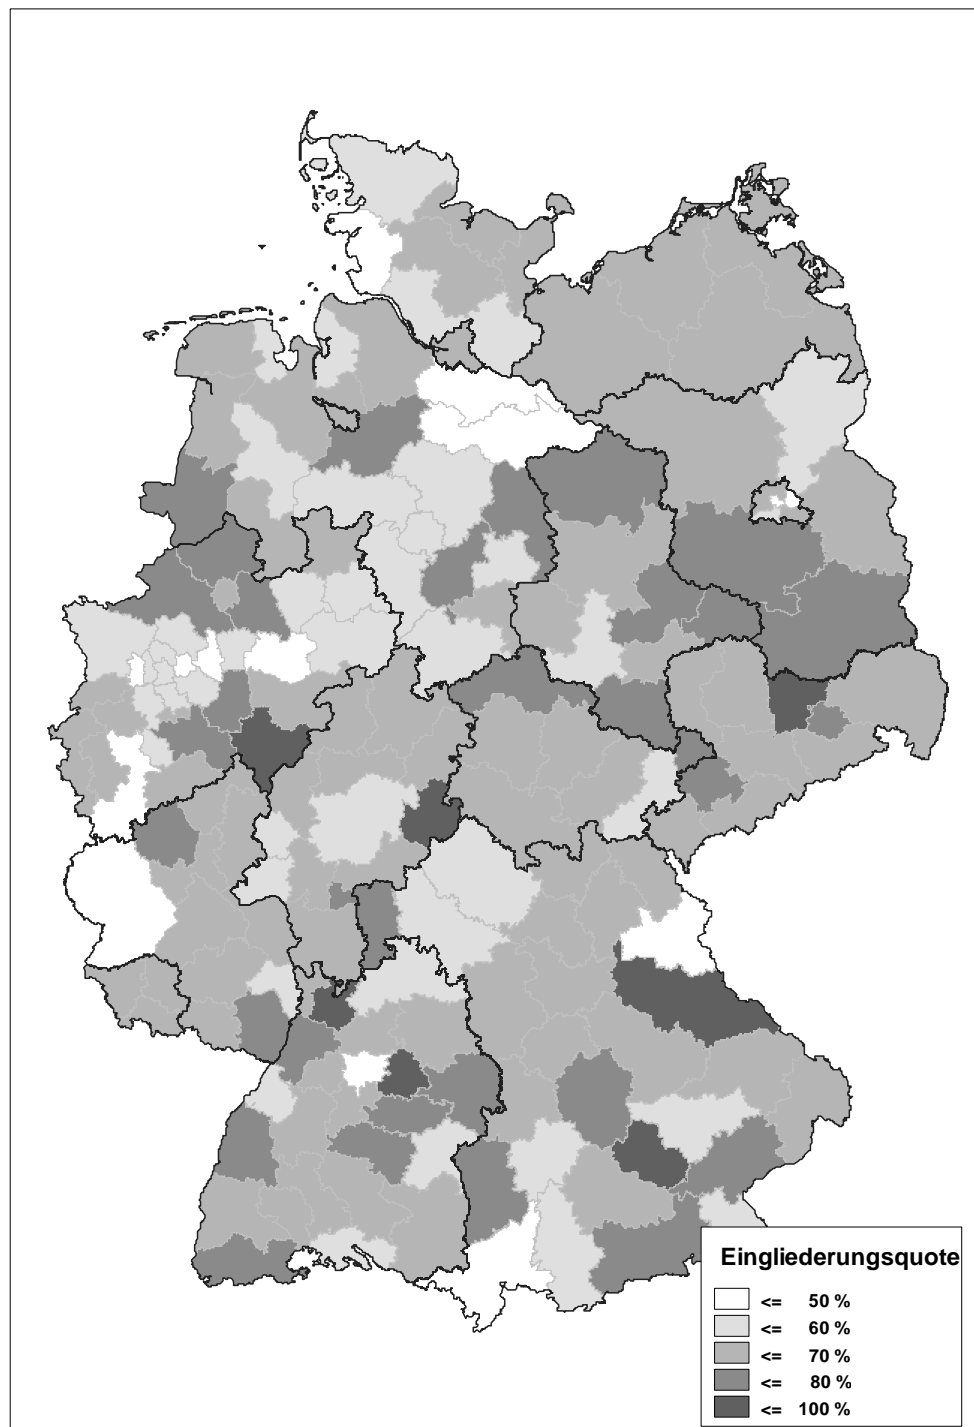 Eingliederungsquote
<= 50 %
<= 60 %
<= 70 %
<= 80 %
<= 100 %